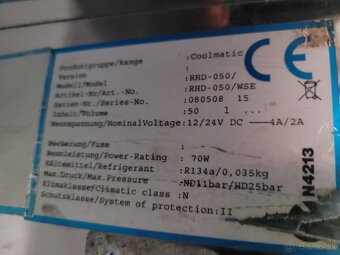 Produktgruppe/Range :Coolmatic
Version :RHD-050/
Modell/Model :RHD-050/WSE
Artikel-Nr/Art.-No. :080508 15
Serien-Nr./Series-No.
Inhalt/Volume :50 l
Nennspannung/NominalVoltage:12/24V DC 4A/2A
Sicherung/Fuse :
Nennleistung/Power-Rating : 70W
Kältemittel/Refrigerant :R134a/0,035kg
Max.Druck/Max.Pressure ND11bar/HD25bar
Klimaklasse/Climatic class :N
Schutzklasse/System of protection:II
CE
N4213